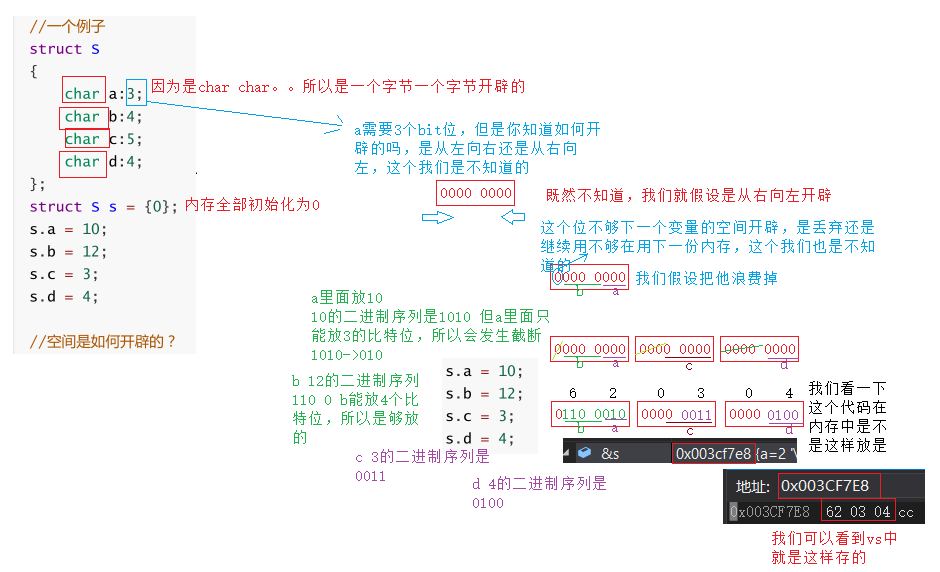 //一个例子
struct S
{
char a:3;
char b:4;
char c:5;
char d:4;
};
struct S s = {0};
s.a = 10;
s.b = 12;
s.c = 3;
s.d = 4;
//空间是如何开辟的？
因为是char char。。所以是一个字节一个字节开辟的
a需要3个bit位，但是你知道如何开
辟的吗，是从左向右还是从右向
左，这个我们是不知道的
0000 0000
既然不知道，我们就假设是从右向左开辟
内存全部初始化为0
这个位不够下一个变量的空间开辟，是丢弃还是
继续用不够在用下一份内存，这个我们也是不知
道的
0000 0000
b a
我们假设把他浪费掉
a里面放10
10的二进制序列是1010 但a里面只
能放3的比特位，所以会发生截断
1010->010
0000 0000 0000 0000 0000 0000
b a c d
b 12的二进制序列
110 0 b能放4个比
特位，所以是够放
的
s.a = 10;
s.b = 12;
s.c = 3;
s.d = 4;
6 2 0 3 0 4
0110 0010 0000 0011 0000 0100
b a c d
我们看一下
这个代码在
内存中是不
是这样放是
&s 0x003cf7e8 {a=2 '\
c 3的二进制序列是
0011
d 4的二进制序列是
0100
地址: 0x003CF7E8
0x003CF7E8 62 03 04 cc
我们可以看到vs中
就是这样存的